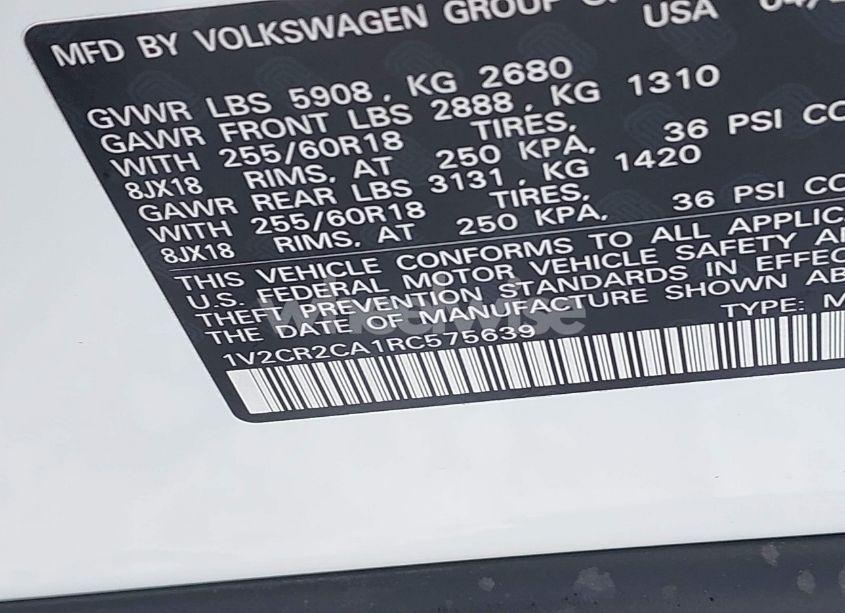 MFD BY VOLKSWAGEN GROUP
USA
GVWR LBS 5908, KG 2680
GAWR FRONT LBS 2888, KG 1310
WITH 255/60R18 TIRES,
8JX18 RIMS, AT 250 KPA, 36 PSI
GAWR REAR LBS 3131, KG 1420
WITH 255/60R18 TIRES,
8JX18 RIMS, AT 250 KPA, 36 PSI
THIS VEHICLE CONFORMS TO ALL
U.S. FEDERAL MOTOR VEHICLE SAFETY
THEFT PREVENTION STANDARDS IN
THE DATE OF MANUFACTURE SHOWN
TYPE:
1V2CR2CA1RC575639